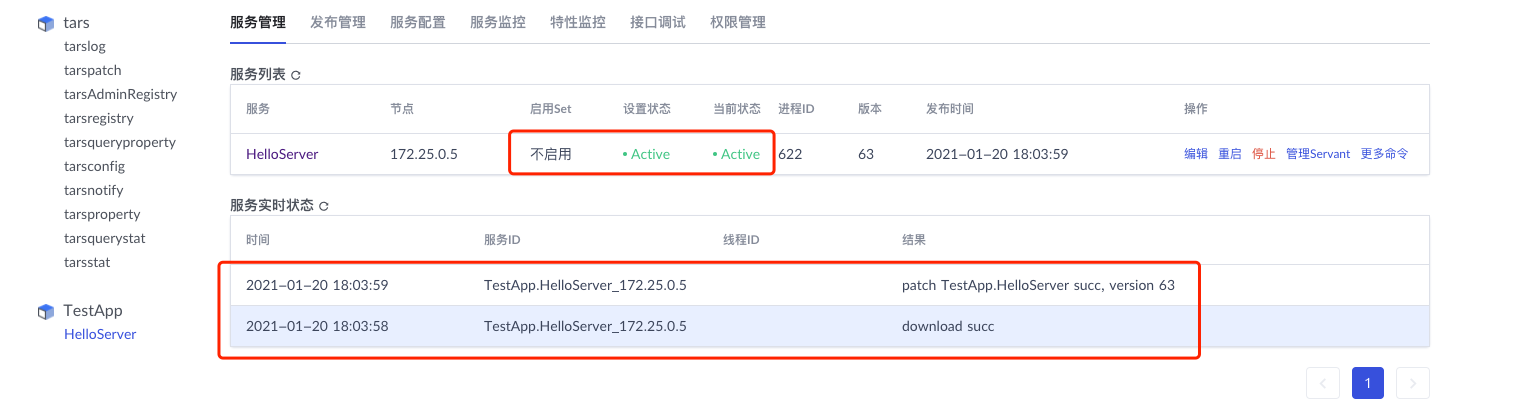 tars
tarslog
tarspatch
tarsAdminRegistry
tarsregistry
tarsqueryproperty
tarsconfig
tarsnotify
tarsproperty
tarsquerystat
tarsstat
TestApp
HelloServer
服务管理 发布管理 服务配置 服务监控 特性监控 接口调试 权限管理
服务列表
服务 节点 启用Set 设置状态 当前状态 进程ID 版本 发布时间 操作
HelloServer 172.25.0.5 不启用 Active Active 622 63 2021-01-20 18:03:59 编辑 重启 停止 管理Servant 更多命令
服务实时状态
时间 服务ID 线程ID 结果
2021-01-20 18:03:59 TestApp.HelloServer_172.25.0.5 patch TestApp.HelloServer succ, version 63
2021-01-20 18:03:58 TestApp.HelloServer_172.25.0.5 download succ
1